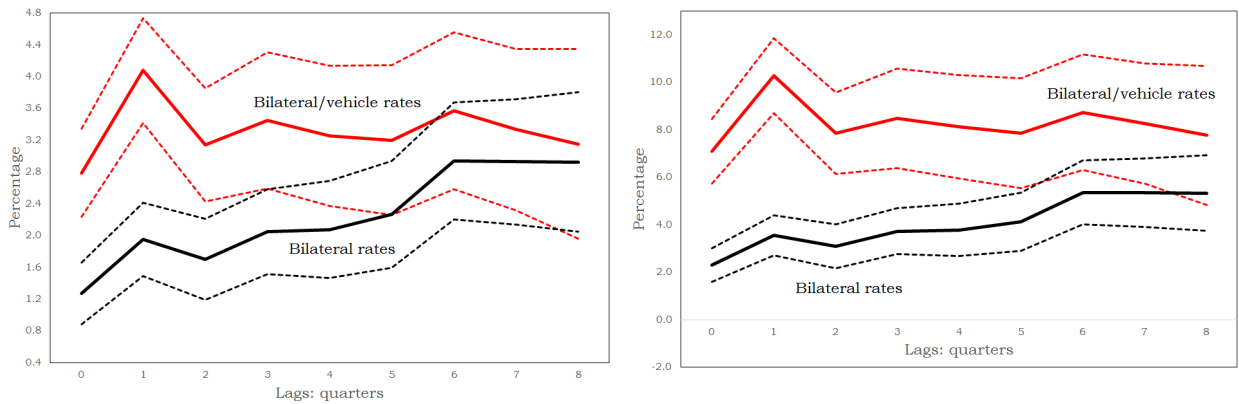 4.8
4.4
4.0
3.6
3.2
2.8
2.4
2.0
1.6
1.2
0.8
0.4
Percentage
Bilateral/vehicle rates
Bilateral rates
0 1 2 3 4 5 6 7 8
Lags: quarters
12.0
10.0
8.0
6.0
4.0
2.0
0.0
-2.0
Percentage
Bilateral/vehicle rates
Bilateral rates
0 1 2 3 4 5 6 7 8
Lags: quarters